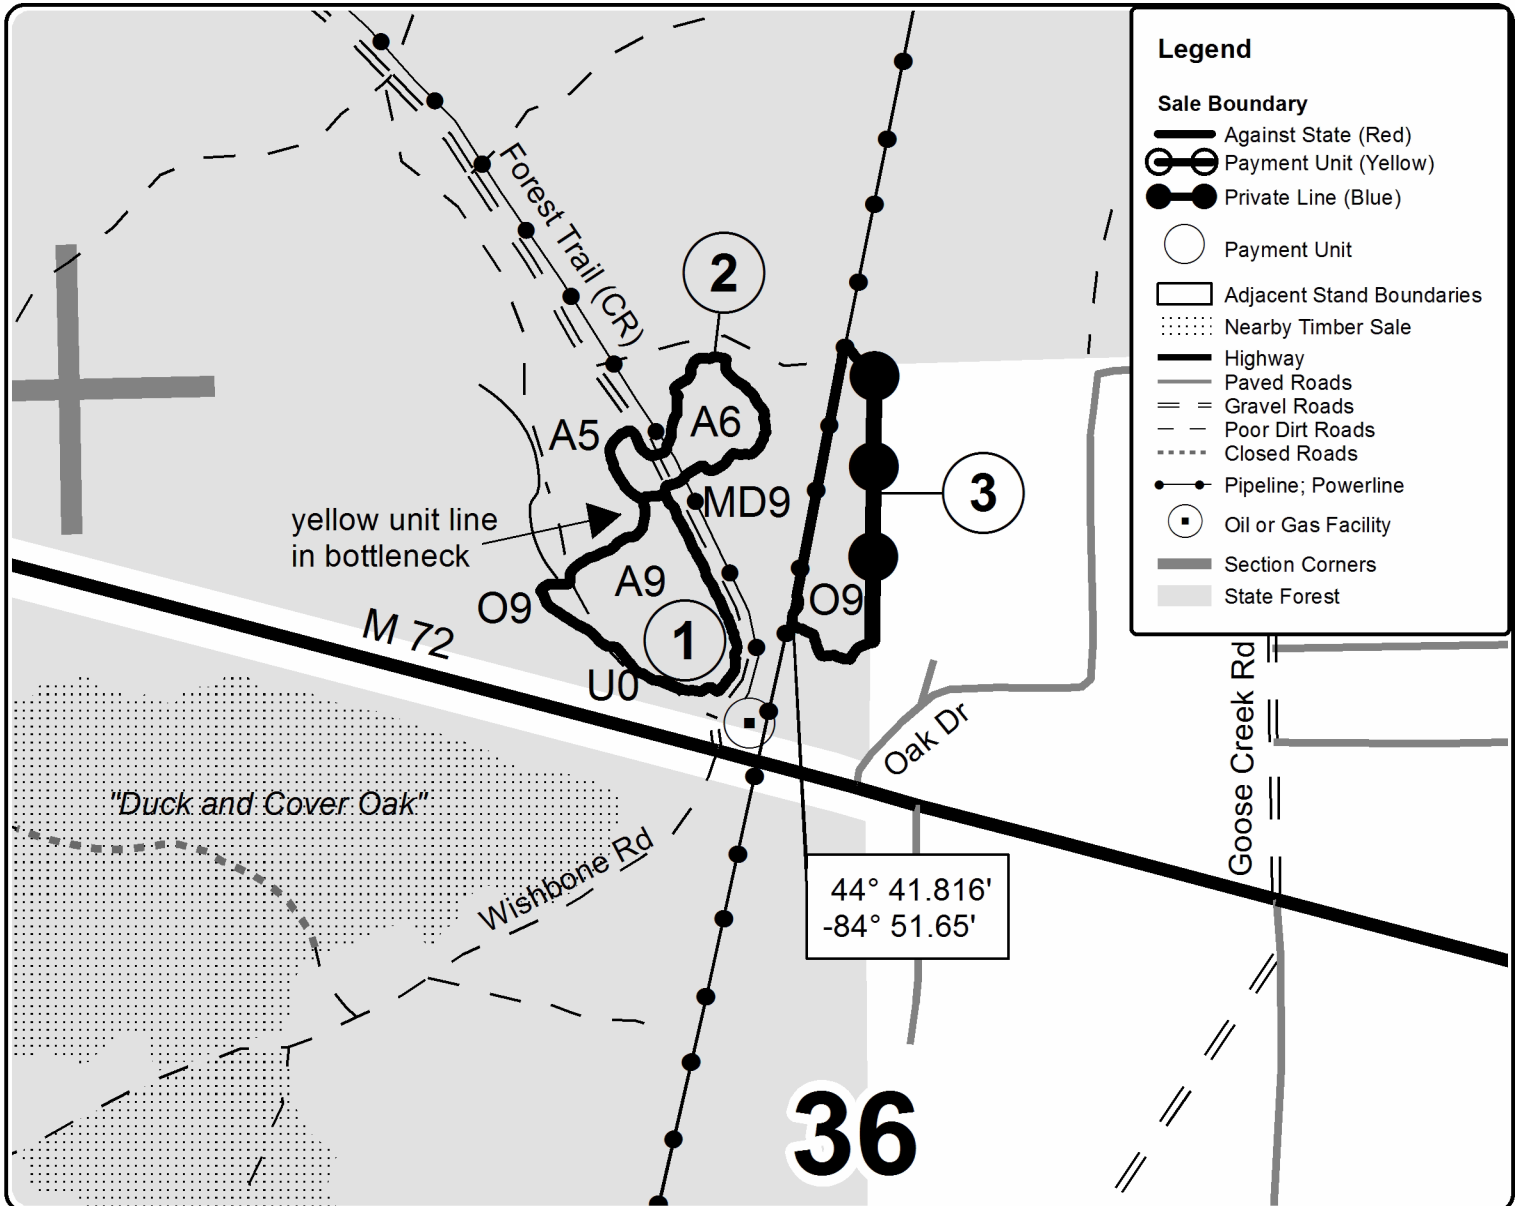 Legend
Sale Boundary
Against State (Red)
Payment Unit (Yellow)
Private Line (Blue)
Payment Unit
Adjacent Stand Boundaries
Nearby Timber Sale
Highway
Paved Roads
Gravel Roads
Poor Dirt Roads
Closed Roads
Pipeline; Powerline
Oil or Gas Facility
Section Corners
State Forest
Forest Trail (CR)
2
A5
A6
MD9
3
yellow unit line
in bottleneck
A9
O9
O9
1
M 72
U0
Oak Dr
Goose Creek Rd
"Duck and Cover Oak"
Wishbone Rd
44° 41.816'
-84° 51.65'
36